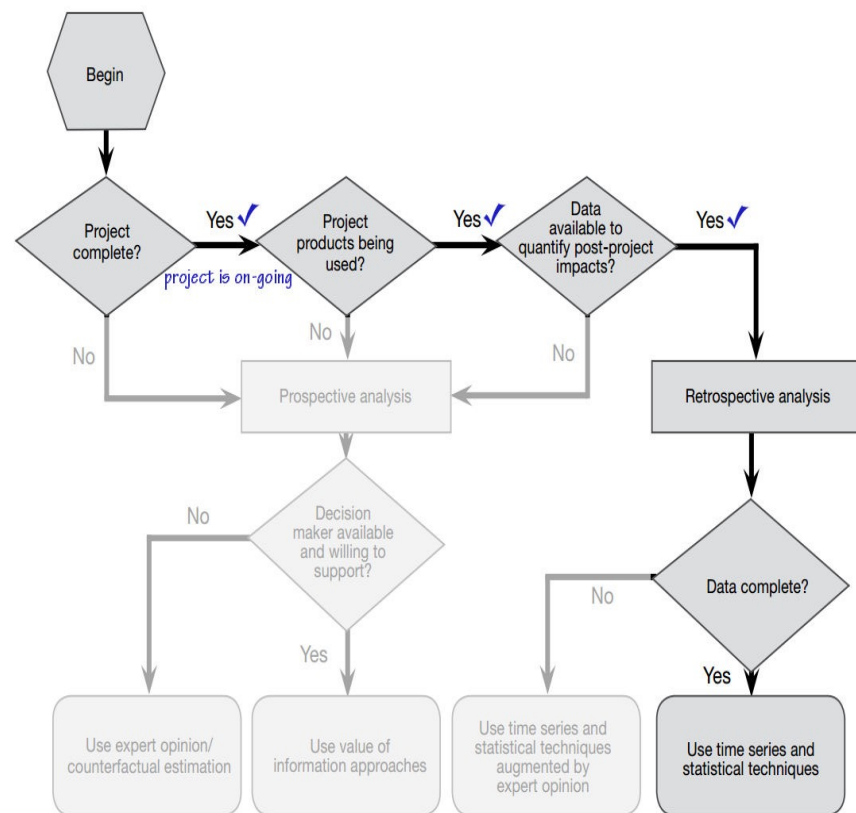 Begin
Project
complete?
Yes
project is on-going
Project
products being
used?
Yes
Data
available to
quantify post-project
impacts?
Yes
No
No
No
Prospective analysis
Retrospective analysis
Decision
maker available
and willing to
support?
No
Yes
Data complete?
No
Yes
Use expert opinion/
counterfactual estimation
Use value of
information approaches
Use time series and
statistical techniques
augmented by
expert opinion
Use time series and
statistical techniques